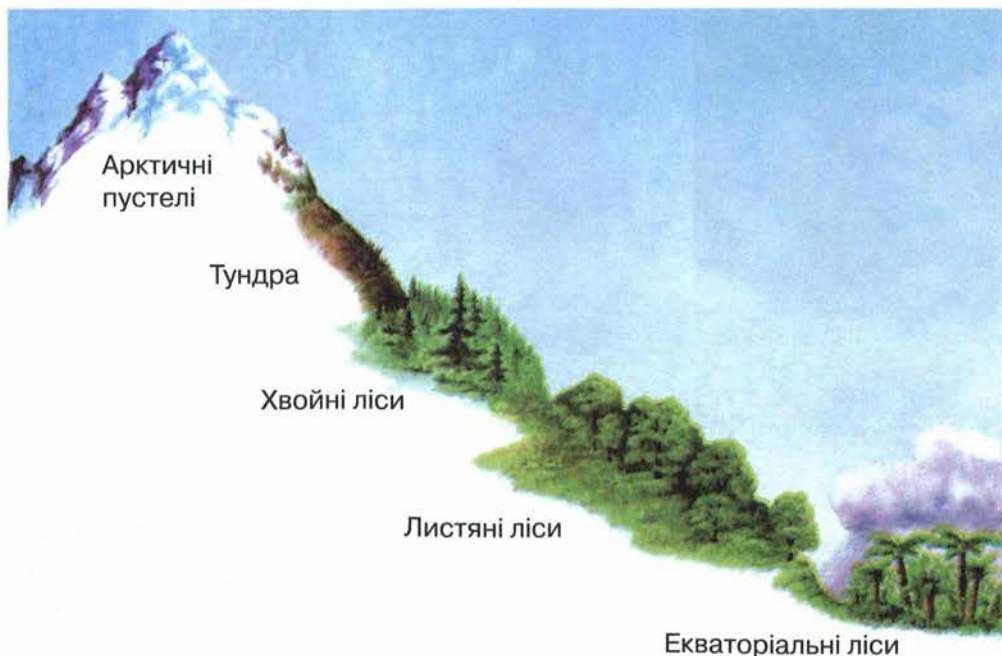 Арктичні
пустелі
Тундра
Хвойні ліси
Листяні ліси
Екваторіальні ліси